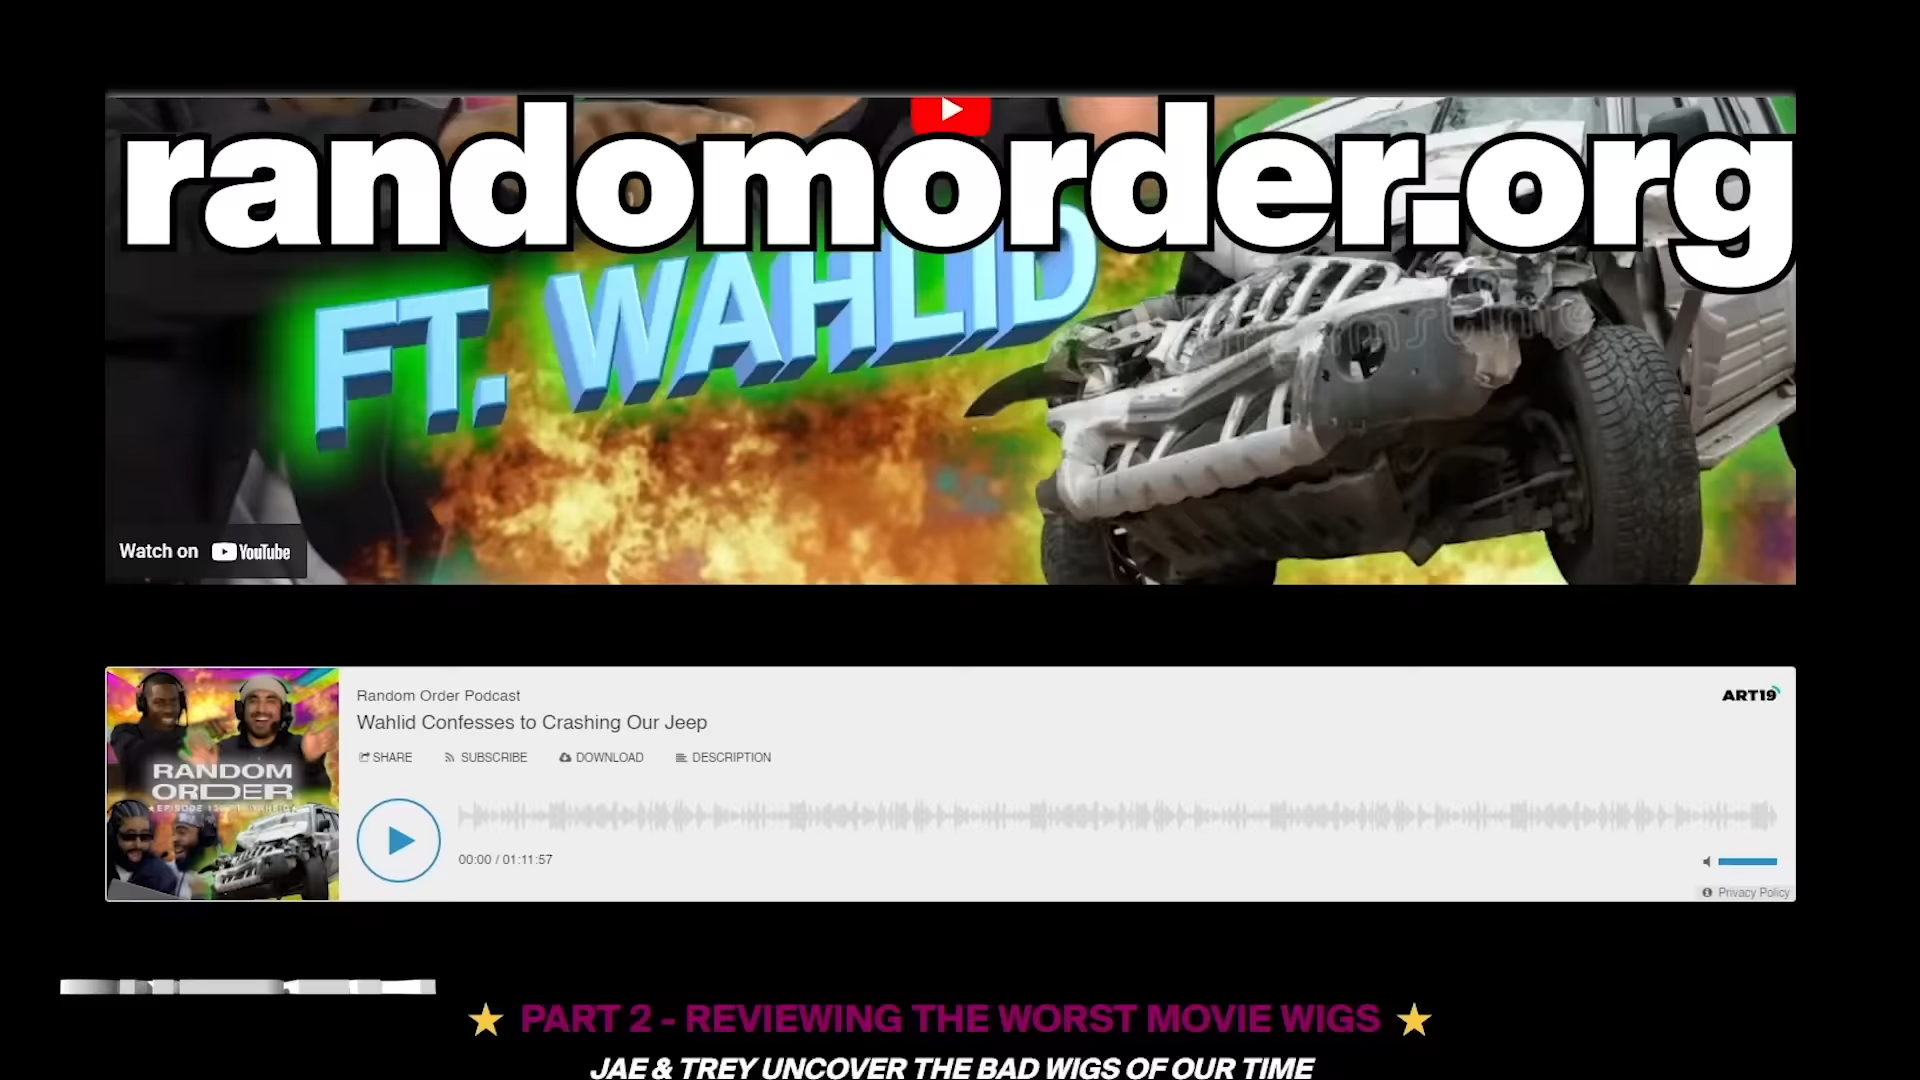 randomorder.org
FT. WAHLID
Watch on YouTube
Random Order Podcast
ART19
Wahlid Confesses to Crashing Our Jeep
SHARE SUBSCRIBE DOWNLOAD DESCRIPTION
RANDOM
ORDER
00:00 / 01:11:57
Privacy Policy
PART 2 - REVIEWING THE WORST MOVIE WIGS
JAE & TREY UNCOVER THE BAD WIGS OF OUR TIME